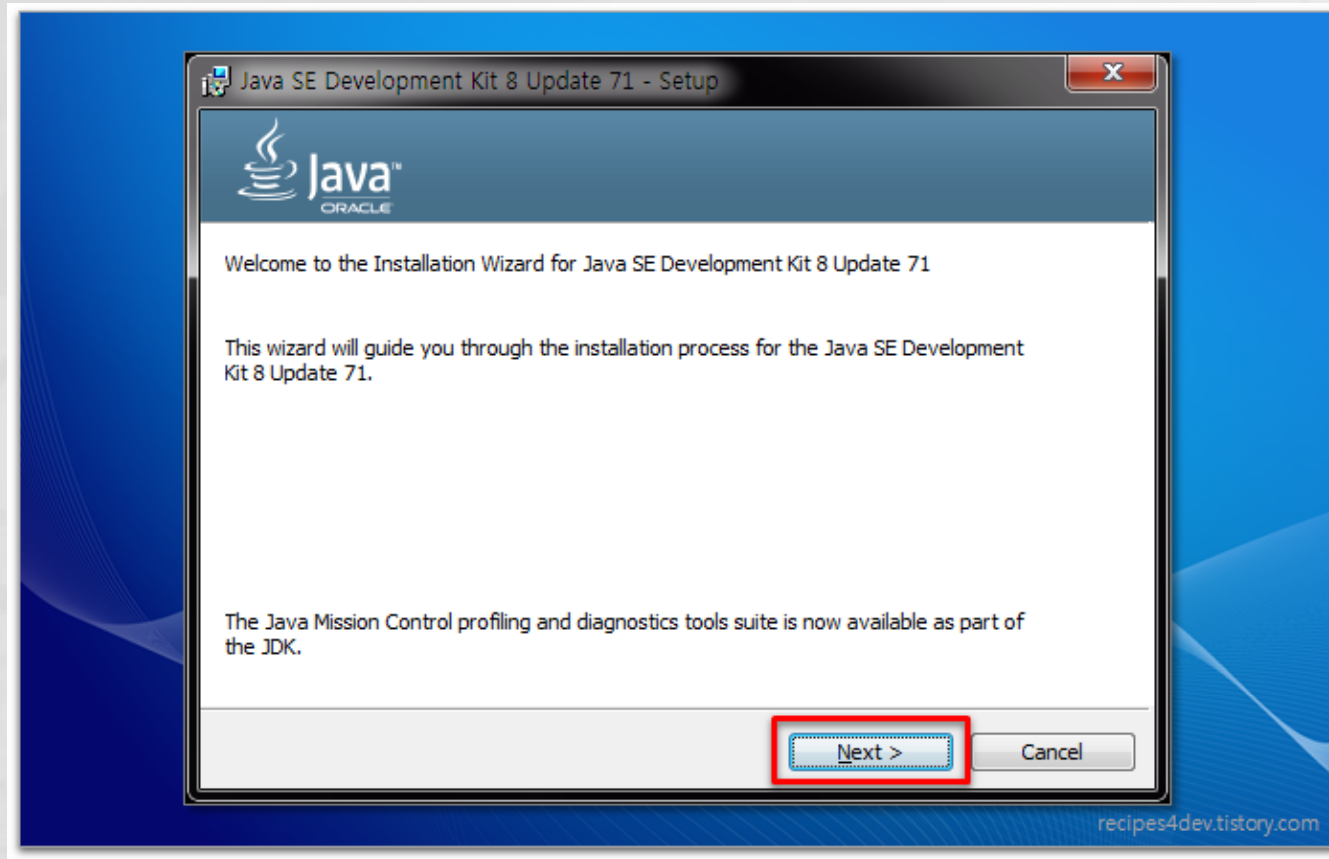 Java SE Development Kit 8 Update 71 - Setup
x
Java™
ORACLE
Welcome to the Installation Wizard for Java SE Development Kit 8 Update 71
This wizard will guide you through the installation process for the Java SE Development
Kit 8 Update 71.
The Java Mission Control profiling and diagnostics tools suite is now available as part of
the JDK.
Next >
Cancel
recipes4dev.tistory.com